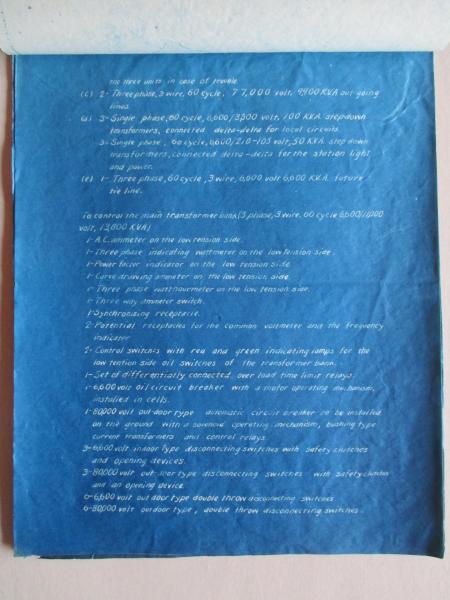 the three units in case of trouble.
(c) 2- Three phase, 3 wire, 60 cycle, 77,000 volt, 9900 KVA out going
lines.
(d) 3- Single phase, 60 cycle, 6,600/3,300 volt, 100 KVA stepdown
transformers, connected delta-delta for local circuits.
3- Single phase, 60 cycle, 6,600/210-105 volt, 50 KVA step down
transformers, connected delta-delta for the station light
and power.
(e) 1- Three phase, 60 cycle, 3 wire, 6,600 volt 6,600 KVA future
tie line.
To control the main transformer bank (3 phase, 3 wire, 60 cycle 6,600/77,000
volt, 13,800 KVA)
1- A.C. ammeter on the low tension side.
1- Three phase indicating wattmeter on the low tension side.
1- Power factor indicator on the low tension side
1- Curve drawing ammeter on the low tension side.
1- Three phase watthourmeter on the low tension side.
1- Three way ammeter switch.
1- Synchronizing receptacle.
2- Potential receptacles for the common voltmeter and the frequency
indicator
2- Control switches with red and green indicating lamps for the
low tension side oil switches of the transformer bank.
1- Set of differentially connected, over load time limit relays.
1- 6,600 volt oil circuit breaker with a motor operating mechanism,
installed in cells.
1- 80,000 volt out-door type automatic circuit breaker to be installed
on the ground with a solenoid operating mechanism, bushing type
current transformers and control relays.
3- 6,600 volt indoor type disconnecting switches with safety clutches
and opening devices.
3- 80,000 volt out-door type disconnecting switches with safety clutches
and an opening device.
6- 6,600 volt out door type double throw disconnecting switches
6- 80,000 volt outdoor type, double throw disconnecting switches.